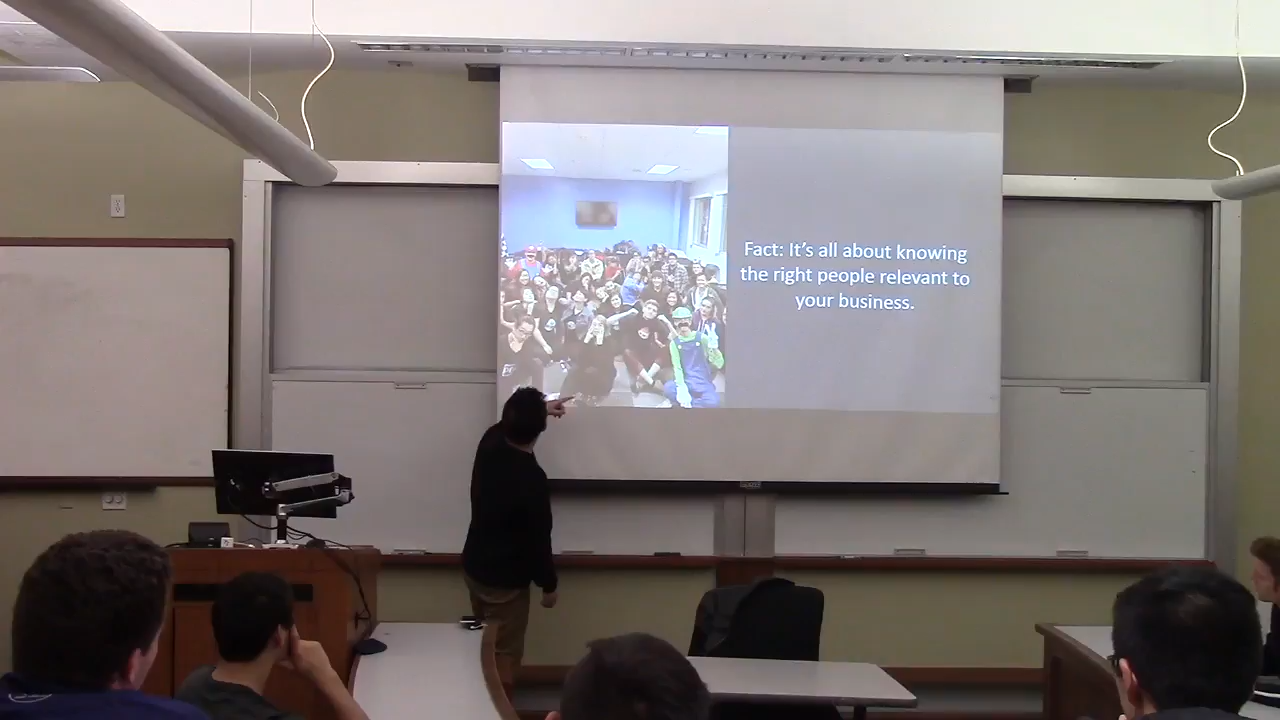 Fact: It's all about knowing
the right people relevant to
your business.